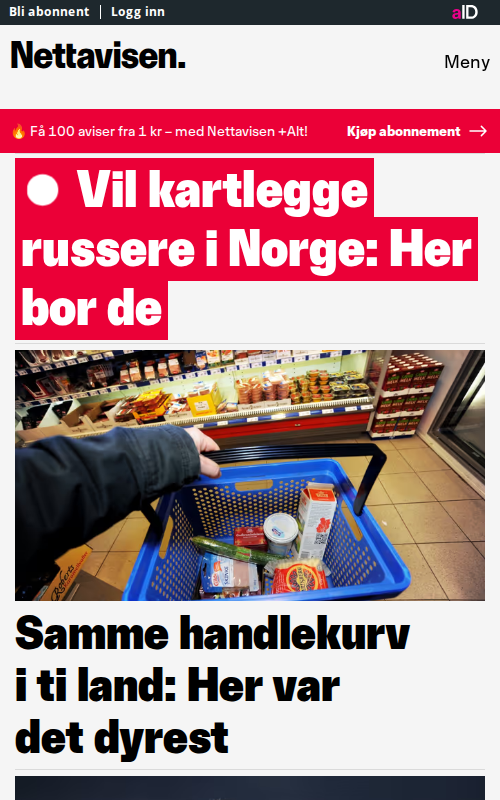 Bli abonnent | Logg inn
aID
Nettavisen.
Meny
🔥 Få 100 aviser fra 1 kr – med Nettavisen +Alt!
Kjøp abonnement →
Vil kartlegge
russere i Norge: Her
bor de
Samme handlekurv
i ti land: Her var
det dyrest